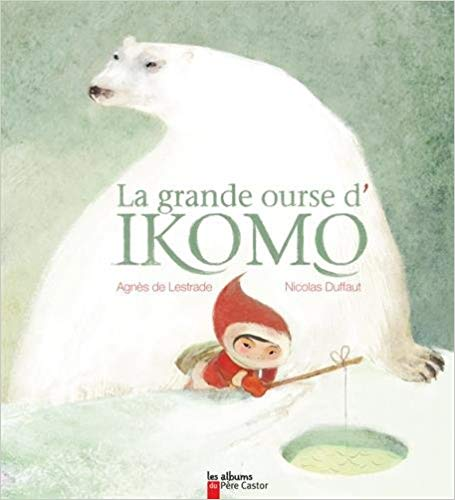 La grande ourse d'
IKOMO
Agnès de Lestrade Nicolas Duffaut
les albums
du Père Castor